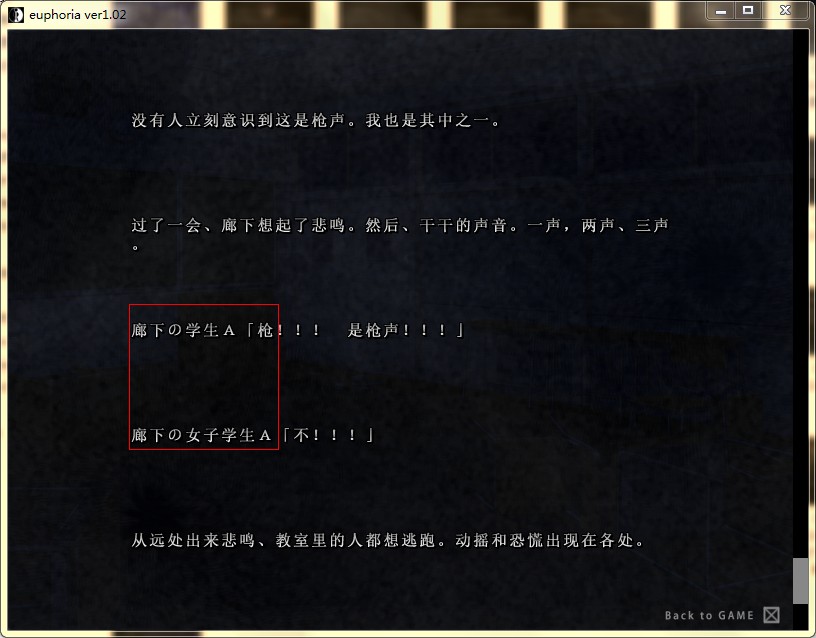 euphoria ver1.02
没有人立刻意识到这是枪声。我也是其中之一。
过了一会、廊下想起了悲鸣。然后、干干的声音。一声，两声、三声
。
廊下の学生Ａ「枪！！！　是枪声！！！」
廊下の女子学生Ａ「不！！！」
从远处出来悲鸣、教室里的人都想逃跑。动摇和恐慌出现在各处。
Back to GAME